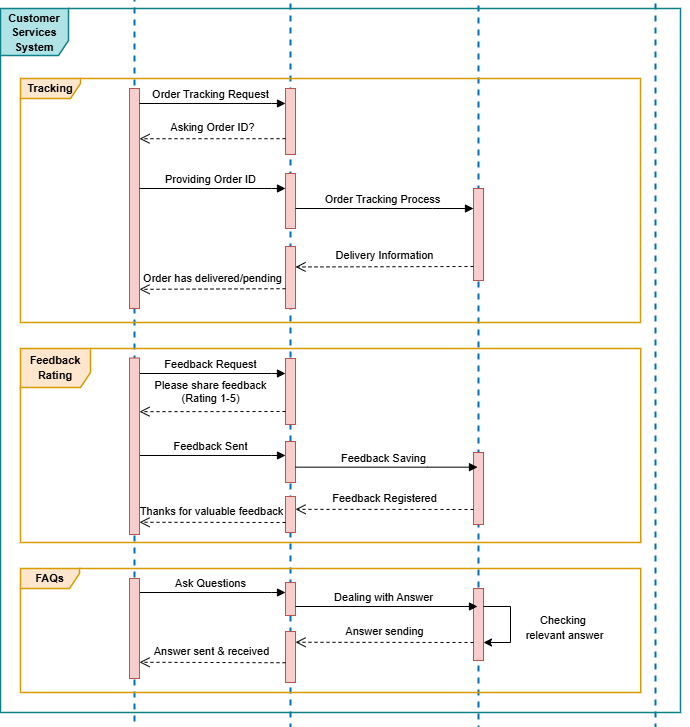 Customer
Services
System
Tracking
Order Tracking Request
Asking Order ID?
Providing Order ID
Order Tracking Process
Delivery Information
Order has delivered/pending
Feedback
Rating
Feedback Request
Please share feedback
(Rating 1-5)
Feedback Sent
Feedback Saving
Feedback Registered
Thanks for valuable feedback
FAQs
Ask Questions
Dealing with Answer
Checking
relevant answer
Answer sending
Answer sent & received